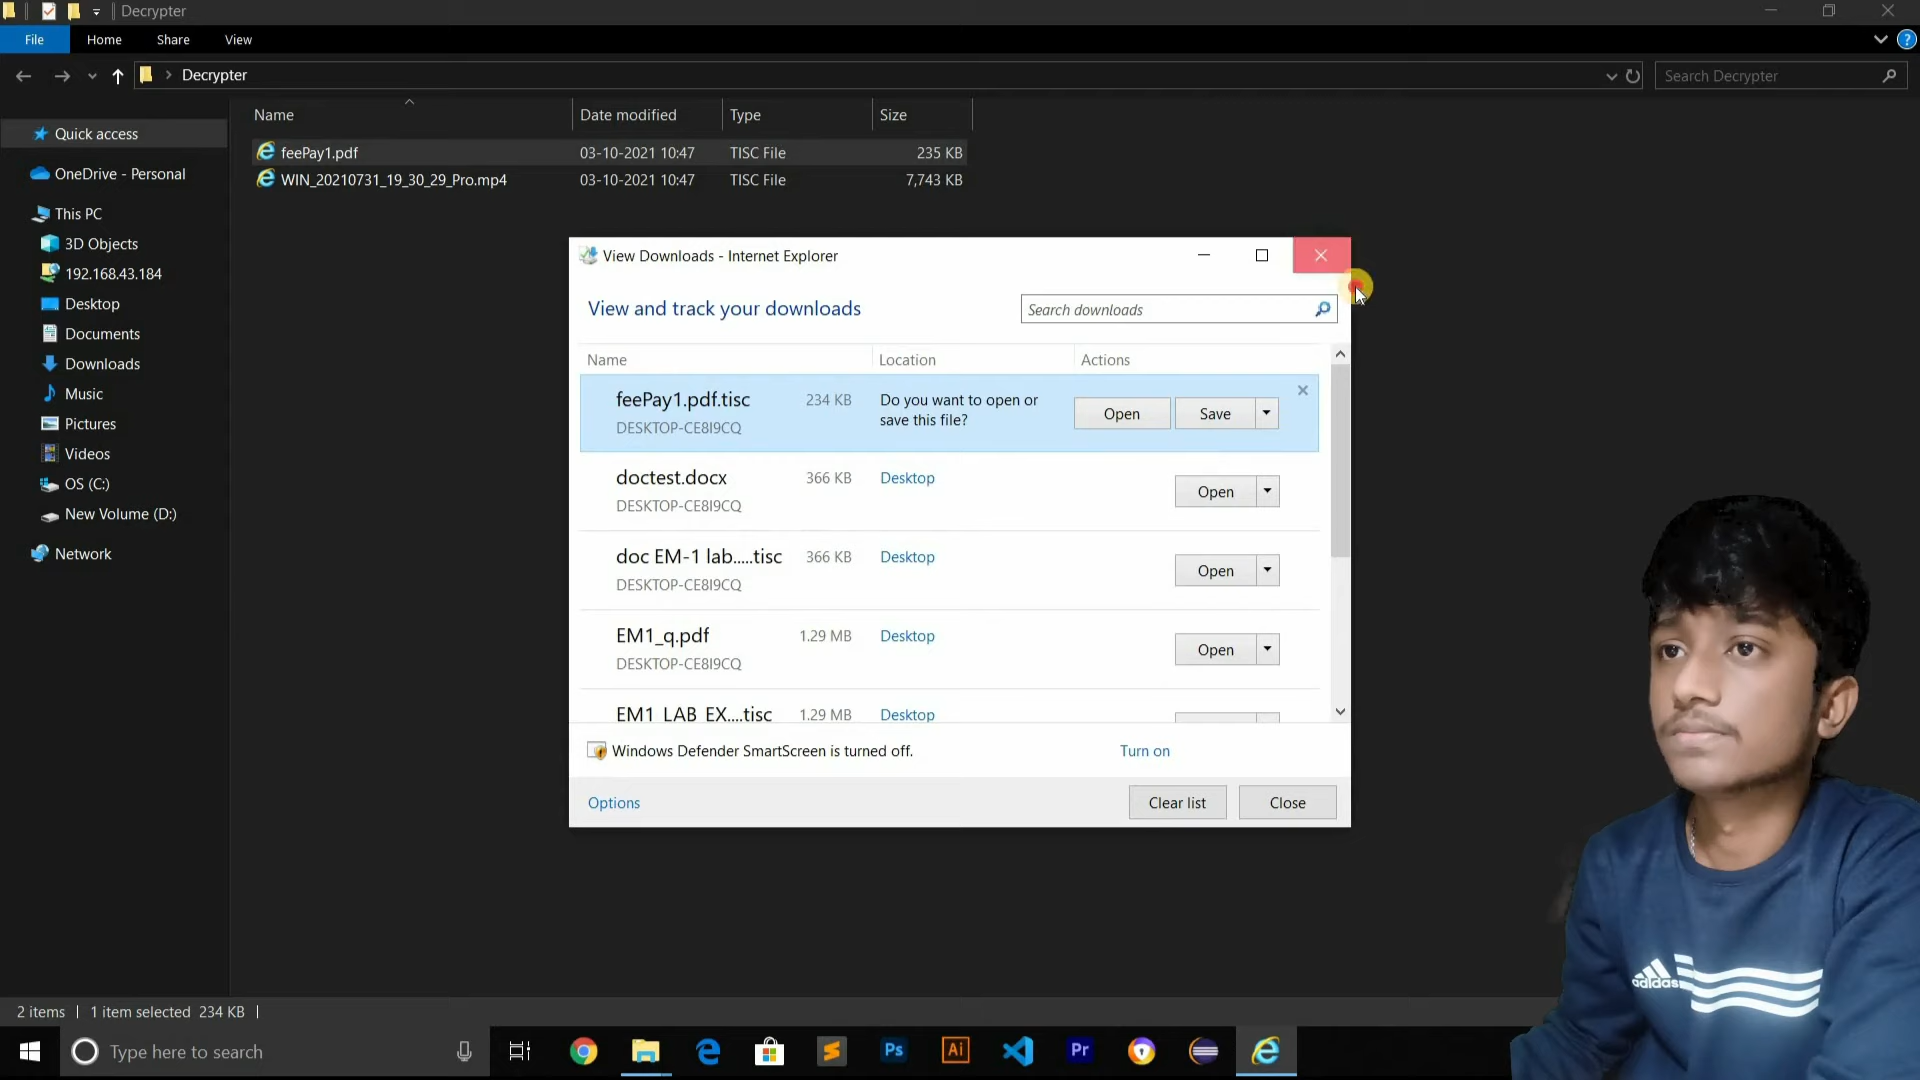 Decrypter
File Home Share View
Decrypter
Search Decrypter
Name Date modified Type Size
feePay1.pdf 03-10-2021 10:47 TISC File 235 KB
WIN_20210731_19_30_29_Pro.mp4 03-10-2021 10:47 TISC File 7,743 KB
Quick access
OneDrive - Personal
This PC
3D Objects
192.168.43.184
Desktop
Documents
Downloads
Music
Pictures
Videos
OS (C:)
New Volume (D:)
Network
View Downloads - Internet Explorer
View and track your downloads
Search downloads
Name Location Actions
feePay1.pdf.tisc 234 KB Do you want to open or
save this file?
Open Save
DESKTOP-CE8I9CQ
doctest.docx 366 KB Desktop Open
DESKTOP-CE8I9CQ
doc EM-1 lab.....tisc 366 KB Desktop Open
DESKTOP-CE8I9CQ
EM1_q.pdf 1.29 MB Desktop Open
DESKTOP-CE8I9CQ
EM1 LAB EX....tisc 1.29 MB Desktop
Windows Defender SmartScreen is turned off. Turn on
Options Clear list Close
adidas
2 items 1 item selected 234 KB
Type here to search
Ps Ai Pr